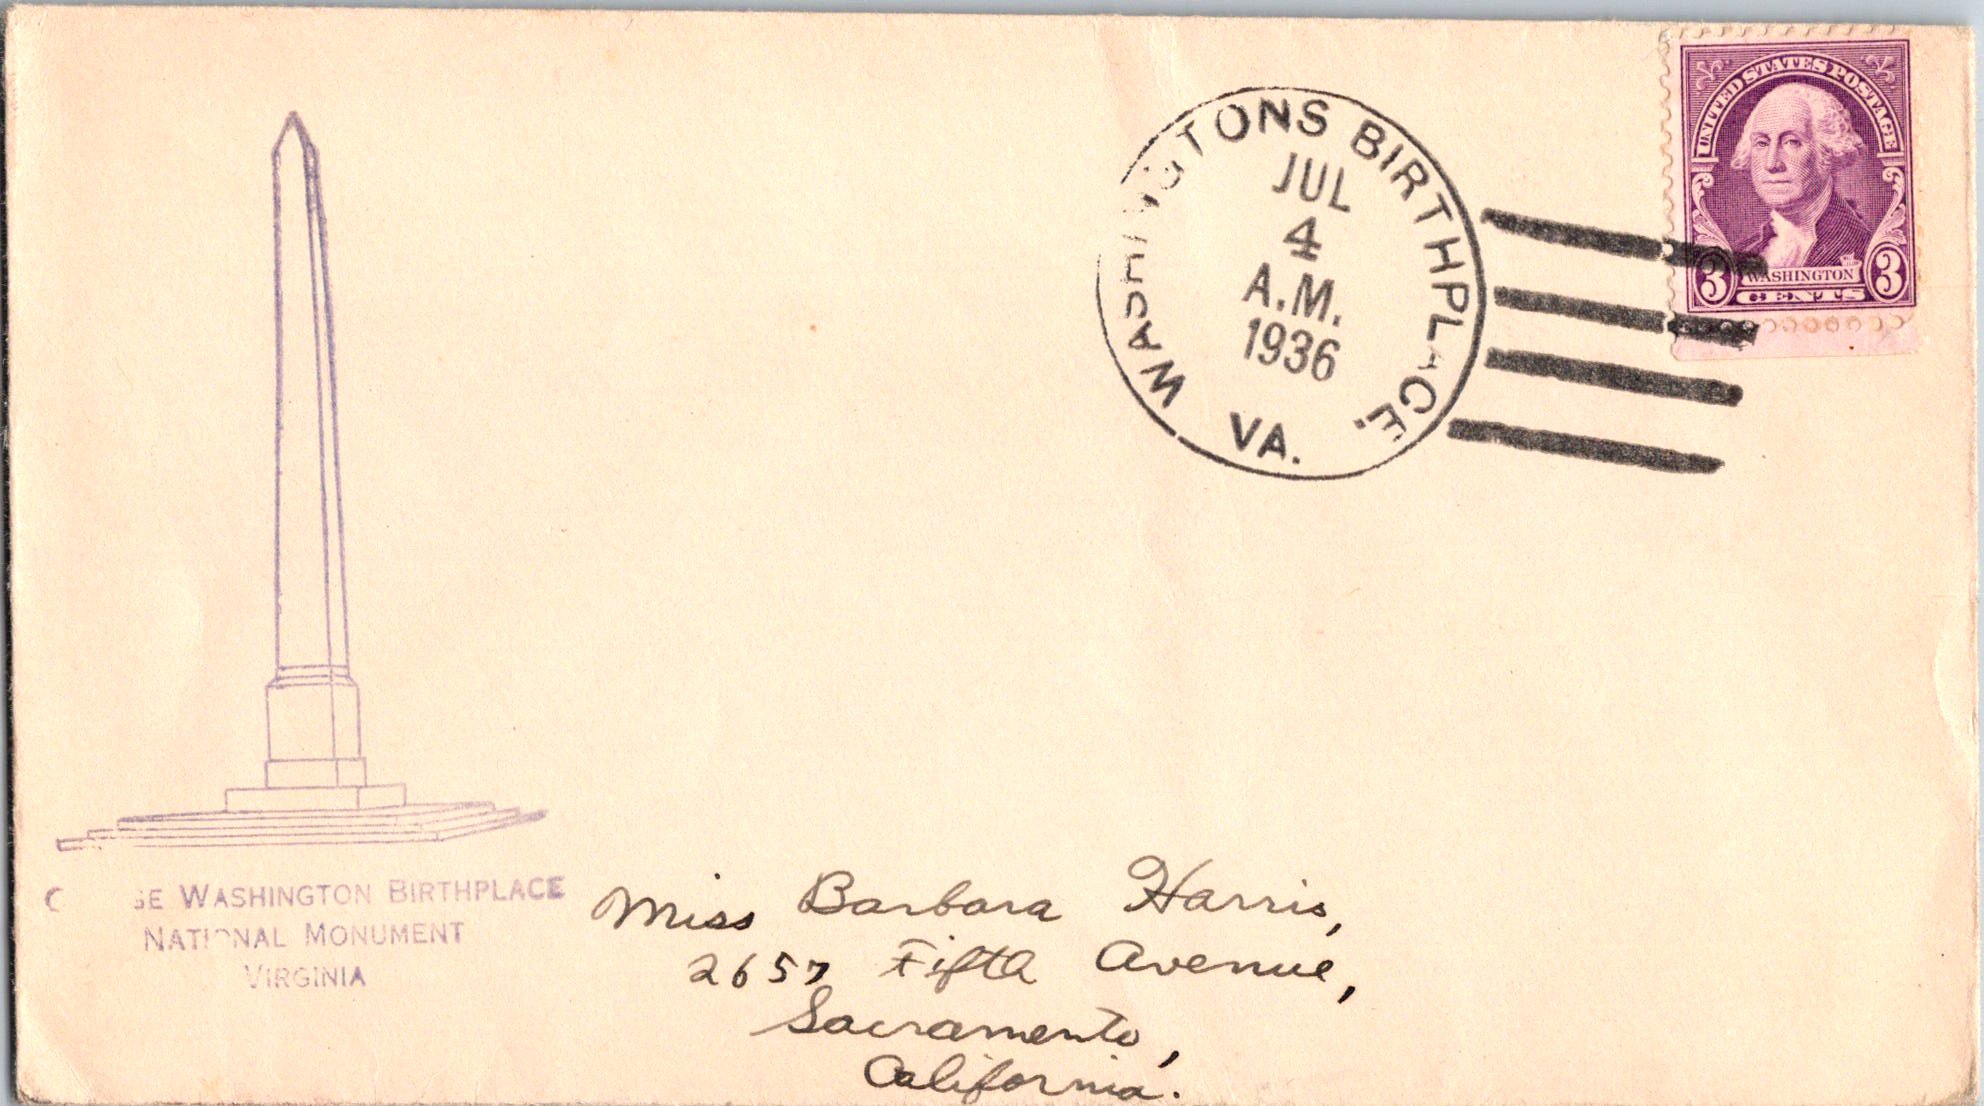 UNITED STATES POSTAGE
WASHINGTON
3 CENTS 3
WASHINGTONS BIRTHPLACE,
JUL
4
A.M.
1936
VA.
WASHINGTON BIRTHPLACE
NATIONAL MONUMENT
VIRGINIA
Miss Barbara Harris,
2657 Fifth Avenue,
Sacramento,
California.